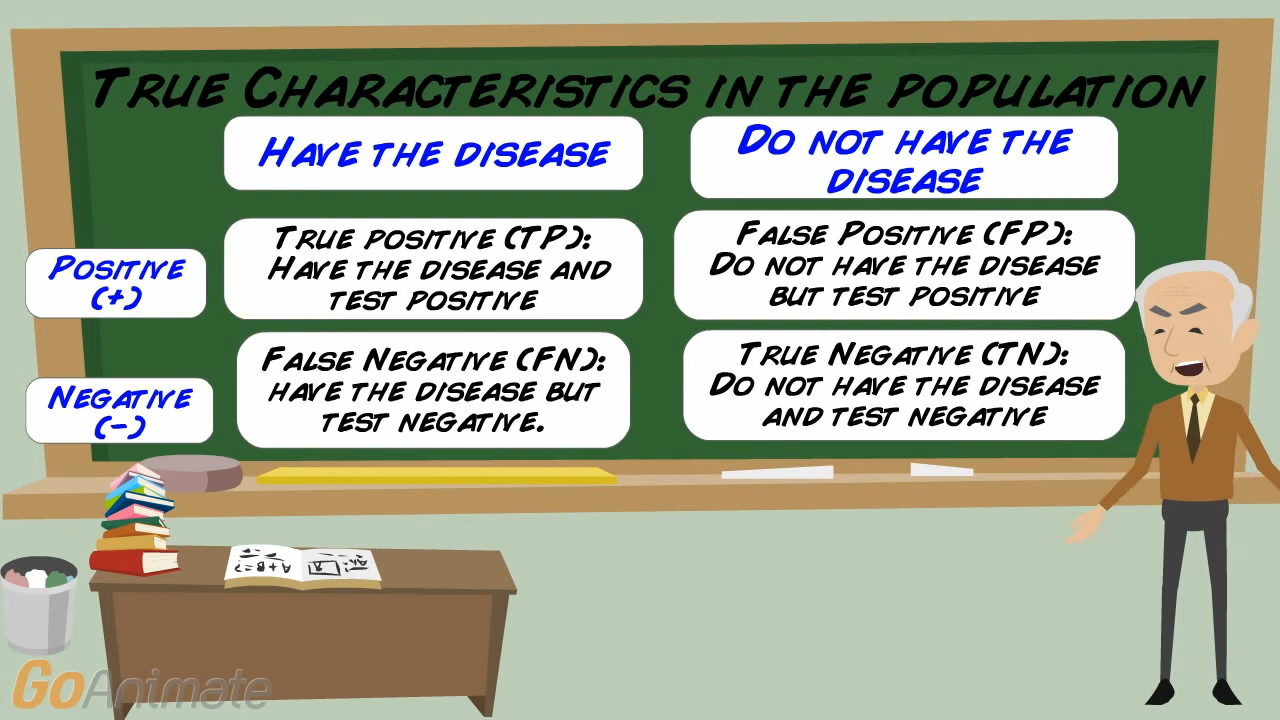 True Characteristics in the population
Have the disease
Do not have the
disease
Positive
(+)
True positive (TP):
Have the disease and
test positive
False Positive (FP):
Do not have the disease
but test positive
Negative
(-)
False Negative (FN):
have the disease but
test negative.
True Negative (TN):
Do not have the disease
and test negative
A+B=?
GoAnimate